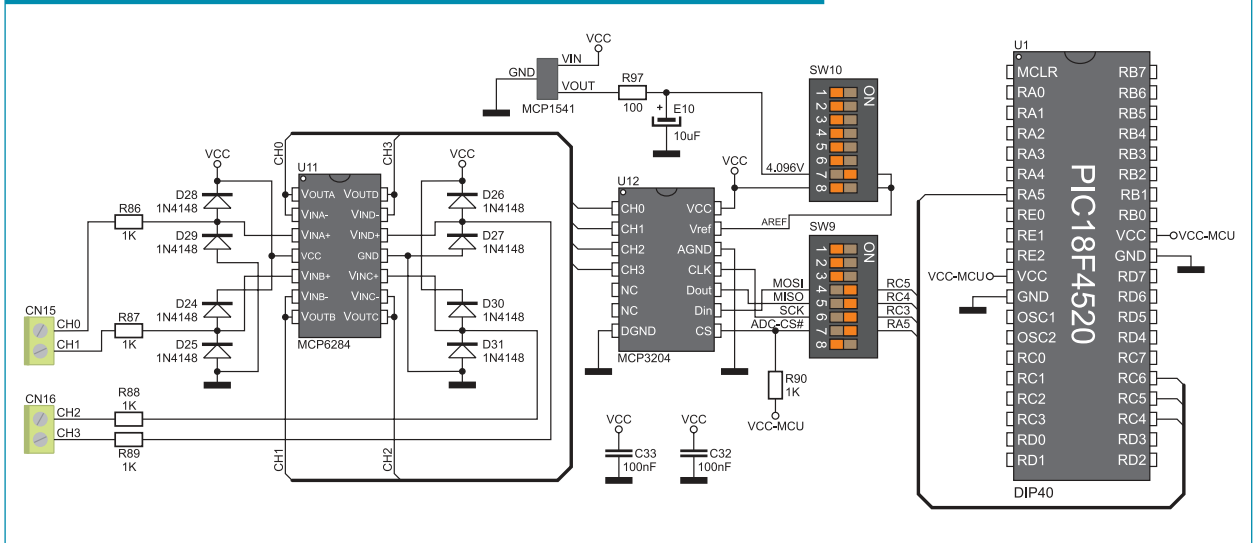 VCC
VIN
GND
VOUT
MCP1541
R97
100
+
E10
10uF
SW10
ON
1
2
3
4
5
6
7
8
4.096V
VCC
AREF
U12
CH0
CH1
CH2
CH3
NC
NC
DGND
VCC
Vref
AGND
CLK
Dout
Din
CS
MCP3204
SW9
ON
1
2
3
4
5
6
7
8
MOSI
MISO
SCK
ADC-CS#
RC5
RC4
RC3
RA5
R90
1K
VCC-MCU
VCC
C33
100nF
VCC
C32
100nF
CH0
CH3
CH1
CH2
U11
VOUTA
VINA-
VINA+
VCC
VINB+
VINB-
VOUTB
VOUTD
VIND-
VIND+
GND
VINC+
VINC-
VOUTC
MCP6284
VCC
D28
1N4148
D29
1N4148
D24
1N4148
D25
1N4148
VCC
D26
1N4148
D27
1N4148
D30
1N4148
D31
1N4148
R86
1K
R87
1K
R88
1K
R89
1K
CN15
CH0
CH1
CN16
CH2
CH3
U1
MCLR
RA0
RA1
RA2
RA3
RA4
RA5
RE0
RE1
RE2
VCC
GND
OSC1
OSC2
RC0
RC1
RC2
RC3
RD0
RD1
PIC18F4520
RB7
RB6
RB5
RB4
RB3
RB2
RB1
RB0
VCC
GND
RD7
RD6
RD5
RD4
RC7
RC6
RC5
RC4
RD3
RD2
VCC-MCU
VCC-MCU
DIP40